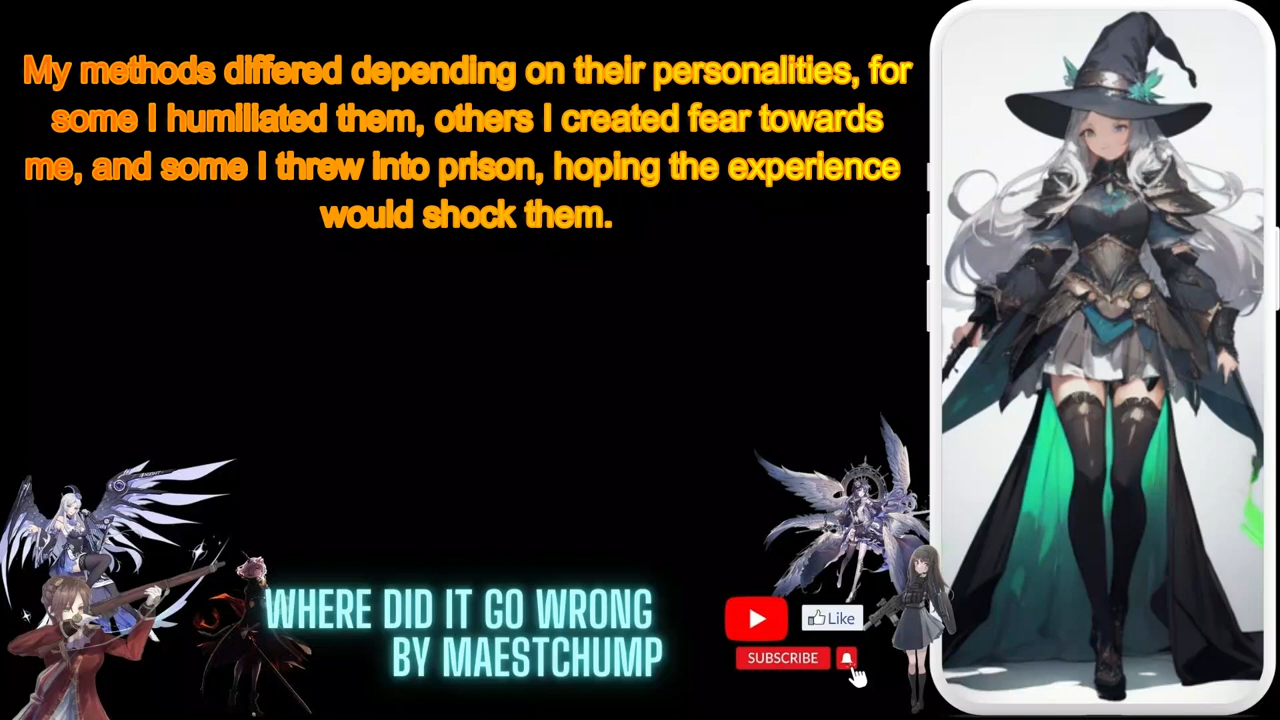 My methods differed depending on their personalities, for
some I humiliated them, others I created fear towards
me, and some I threw into prison, hoping the experience
would shock them.
WHERE DID IT GO WRONG
BY MAESTCHUMP
Like
SUBSCRIBE